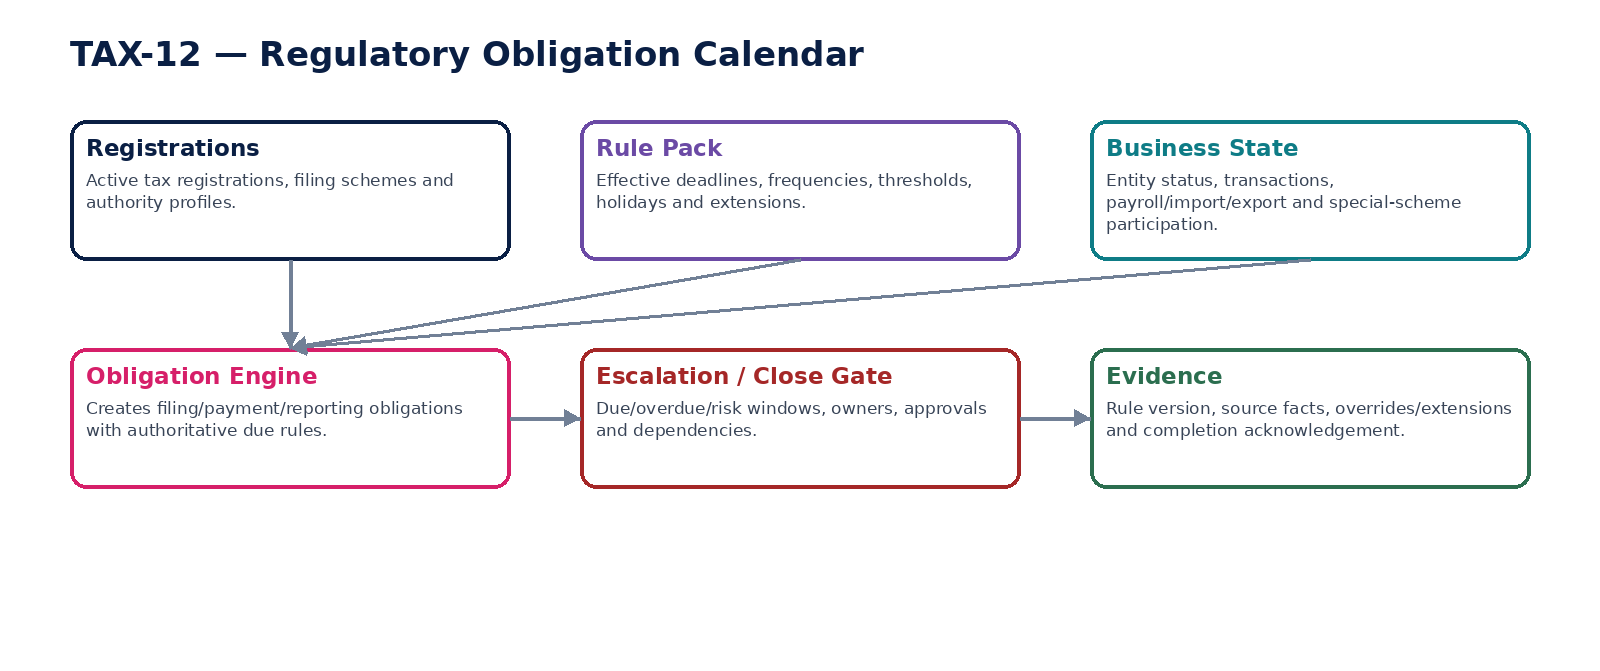 TAX-12 — Regulatory Obligation Calendar
Registrations
Active tax registrations, filing schemes and
authority profiles.
Rule Pack
Effective deadlines, frequencies, thresholds,
holidays and extensions.
Business State
Entity status, transactions,
payroll/import/export and special-scheme
participation.
Obligation Engine
Creates filing/payment/reporting obligations
with authoritative due rules.
Escalation / Close Gate
Due/overdue/risk windows, owners, approvals
and dependencies.
Evidence
Rule version, source facts, overrides/extensions
and completion acknowledgement.